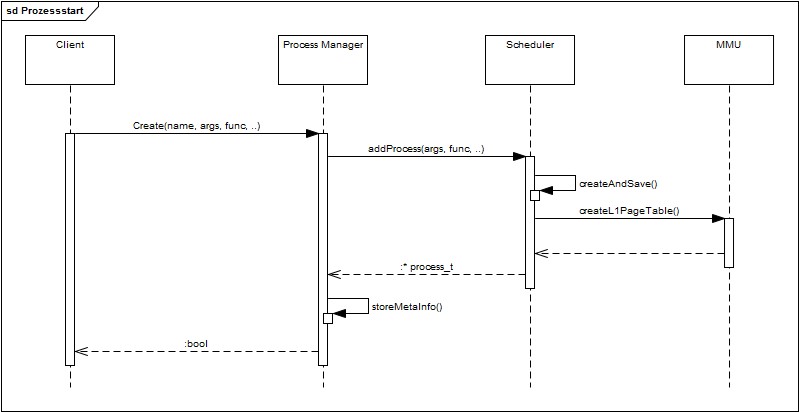 sd Prozessstart
Client
Process Manager
Scheduler
MMU
Create(name, args, func, ..)
addProcess(args, func, ..)
createAndSave()
createL1PageTable()
:* process_t
storeMetaInfo()
:bool